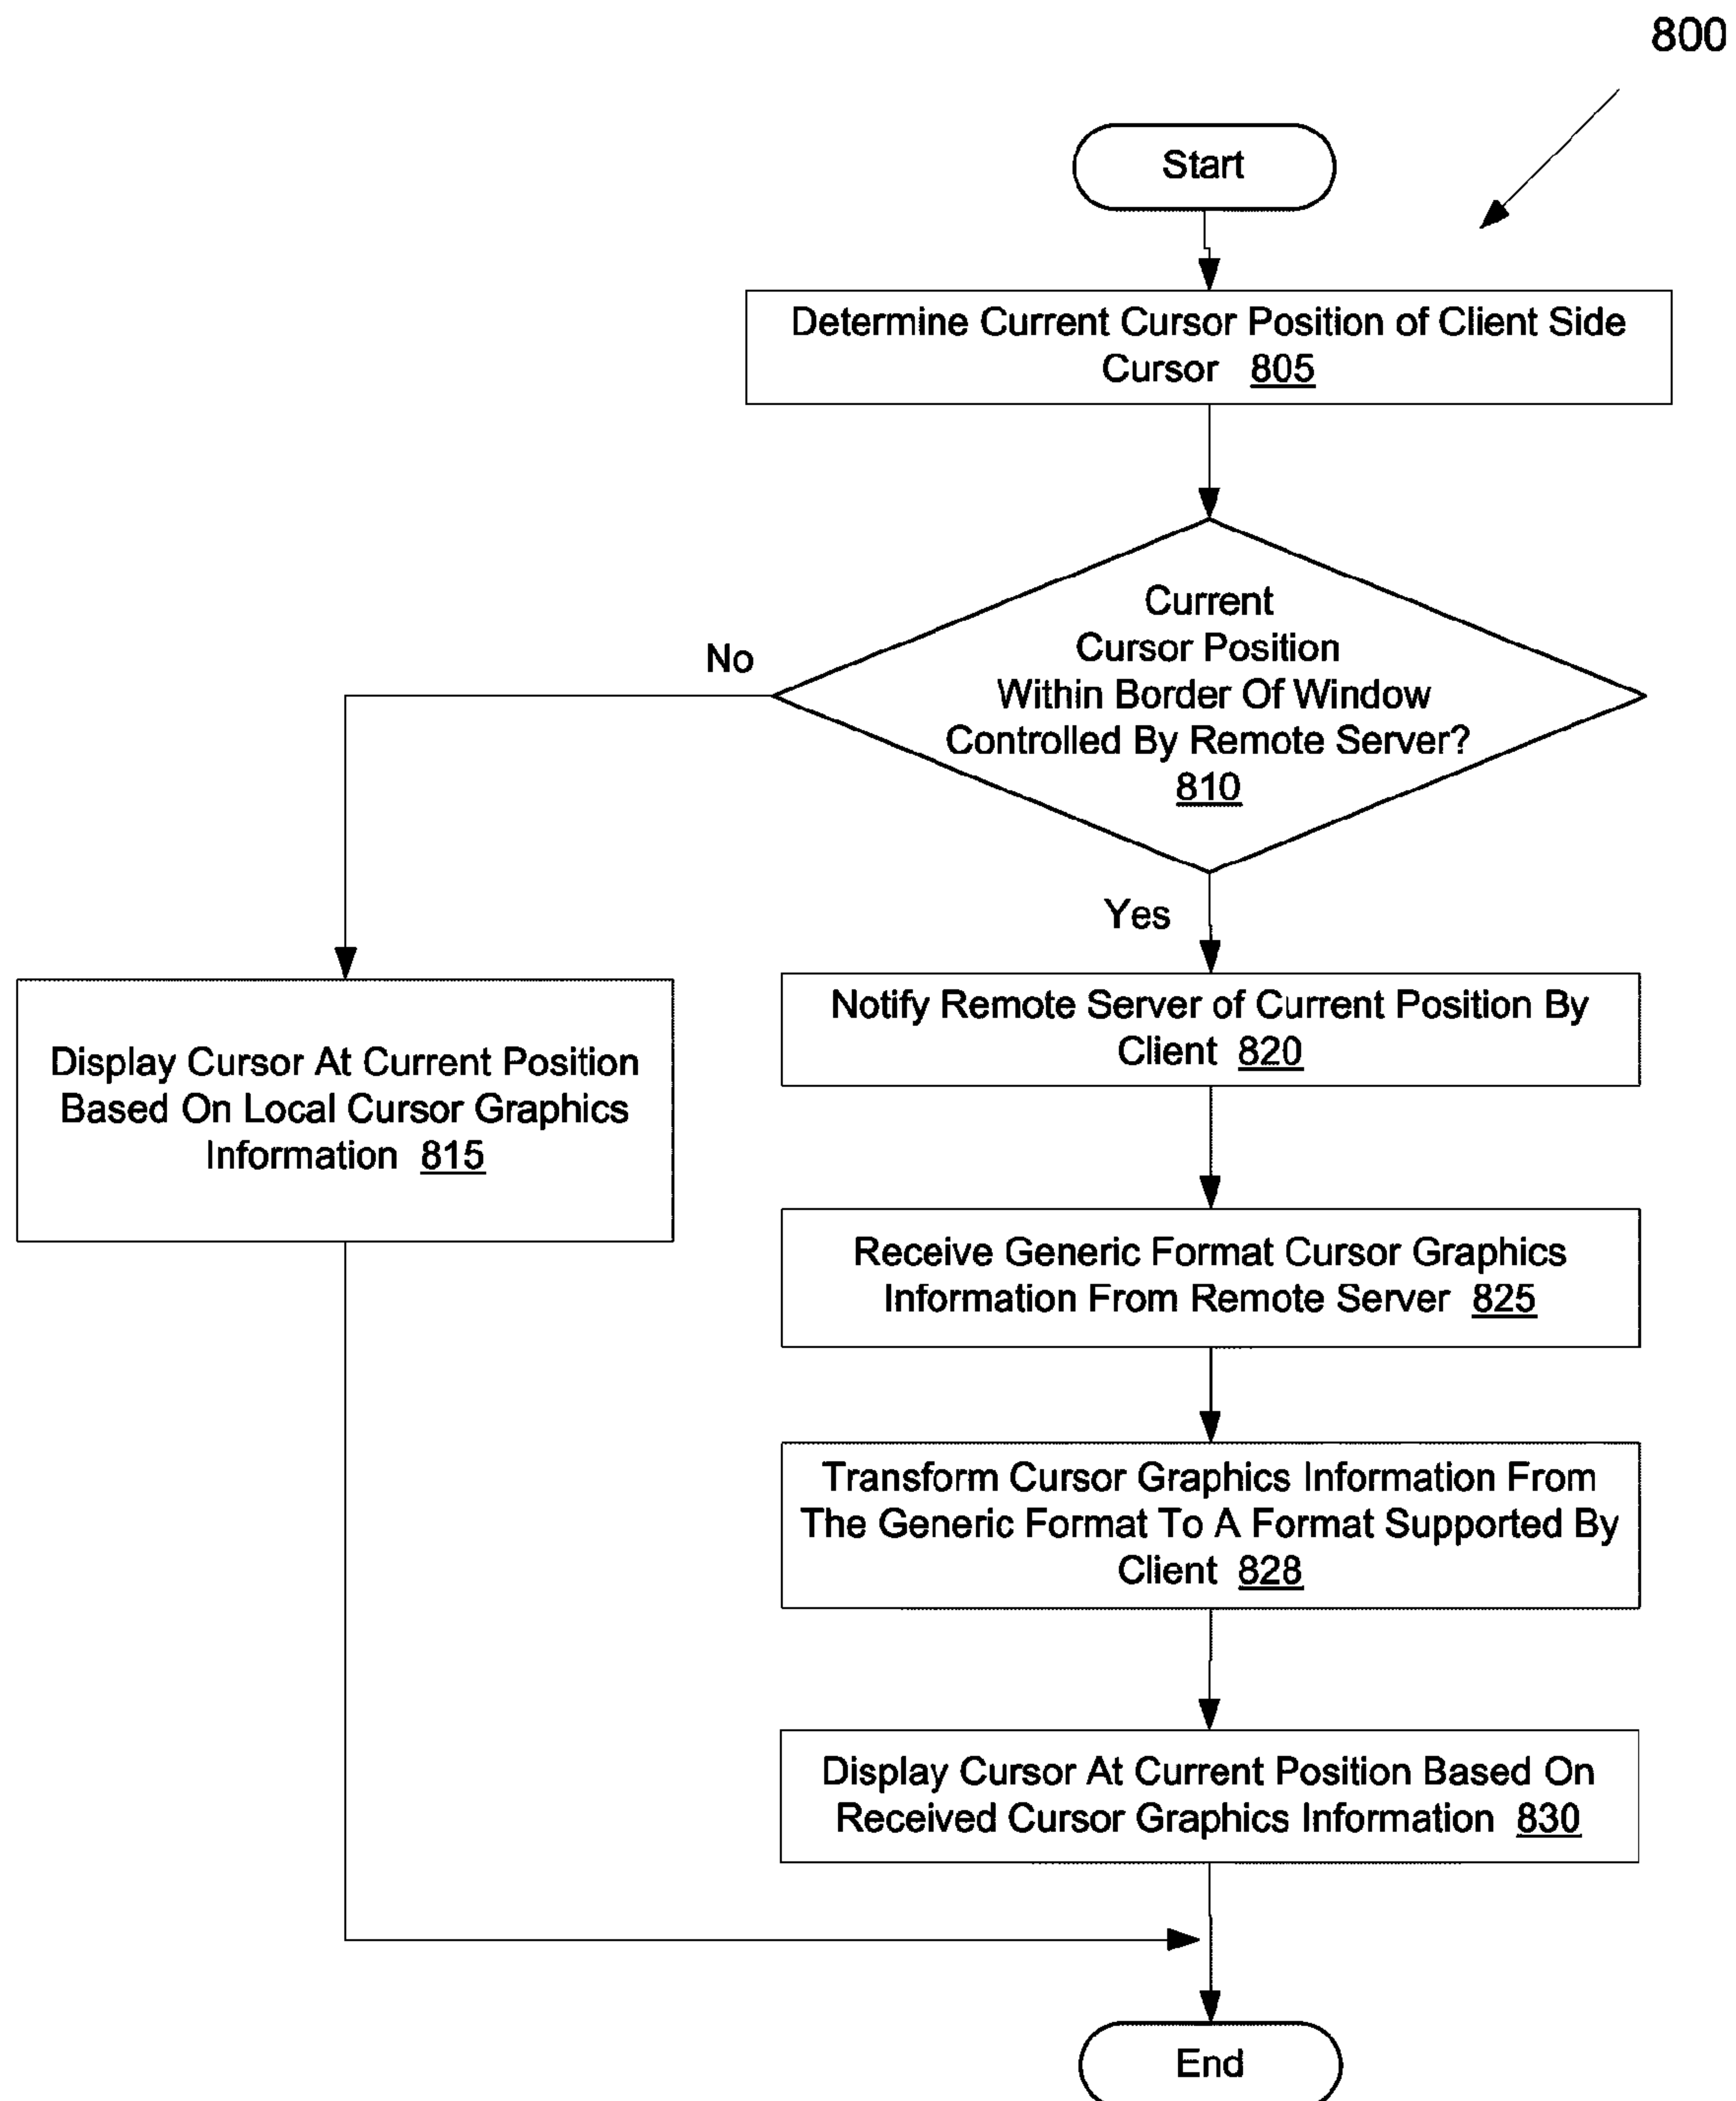 800
Start
Determine Current Cursor Position of Client Side
Cursor 805
Current
Cursor Position
Within Border Of Window
Controlled By Remote Server?
810
No
Yes
Display Cursor At Current Position
Based On Local Cursor Graphics
Information 815
Notify Remote Server of Current Position By
Client 820
Receive Generic Format Cursor Graphics
Information From Remote Server 825
Transform Cursor Graphics Information From
The Generic Format To A Format Supported By
Client 828
Display Cursor At Current Position Based On
Received Cursor Graphics Information 830
End